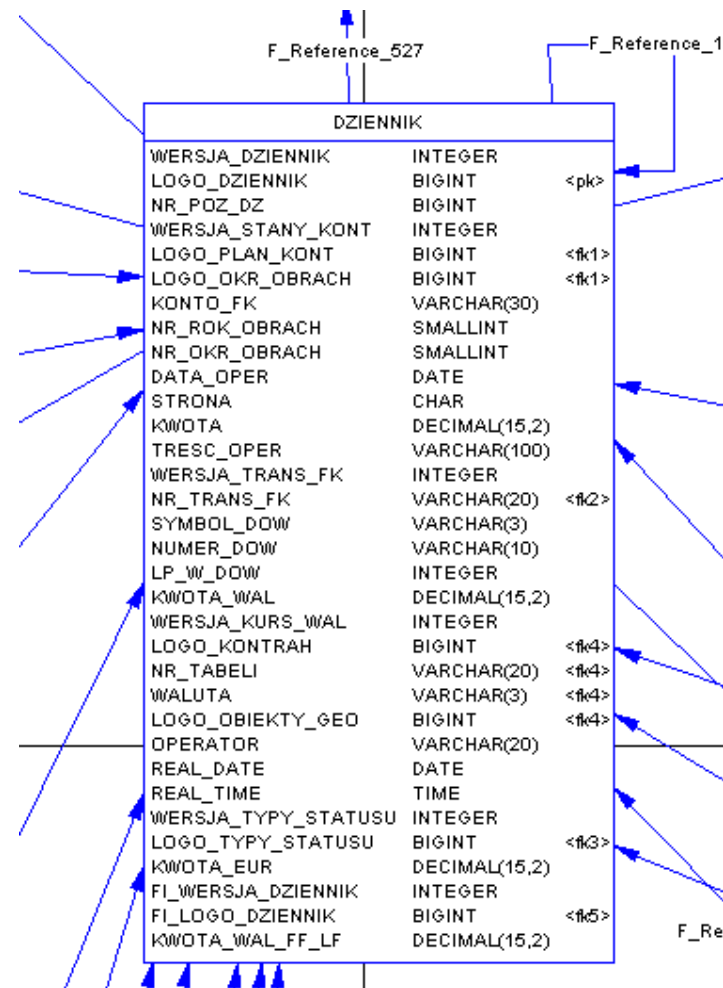 F_Reference_527
F_Reference_1
DZIENNIK
WERSJA_DZIENNIK INTEGER
LOGO_DZIENNIK BIGINT <pk>
NR_POZ_DZ BIGINT
WERSJA_STANY_KONT INTEGER
LOGO_PLAN_KONT BIGINT <fk1>
LOGO_OKR_OBRACH BIGINT <fk1>
KONTO_FK VARCHAR(30)
NR_ROK_OBRACH SMALLINT
NR_OKR_OBRACH SMALLINT
DATA_OPER DATE
STRONA CHAR
KWOTA DECIMAL(15,2)
TRESC_OPER VARCHAR(100)
WERSJA_TRANS_FK INTEGER
NR_TRANS_FK VARCHAR(20) <fk2>
SYMBOL_DOW VARCHAR(3)
NUMER_DOW VARCHAR(10)
LP_W_DOW INTEGER
KWOTA_WAL DECIMAL(15,2)
WERSJA_KURS_WAL INTEGER
LOGO_KONTRAH BIGINT <fk4>
NR_TABELI VARCHAR(20) <fk4>
WALUTA VARCHAR(3) <fk4>
LOGO_OBIEKTY_GEO BIGINT <fk4>
OPERATOR VARCHAR(20)
REAL_DATE DATE
REAL_TIME TIME
WERSJA_TYPY_STATUSU INTEGER
LOGO_TYPY_STATUSU BIGINT <fk3>
KWOTA_EUR DECIMAL(15,2)
FI_WERSJA_DZIENNIK INTEGER
FI_LOGO_DZIENNIK BIGINT <fk5>
F_Re
KWOTA_WAL_FF_LF DECIMAL(15,2)